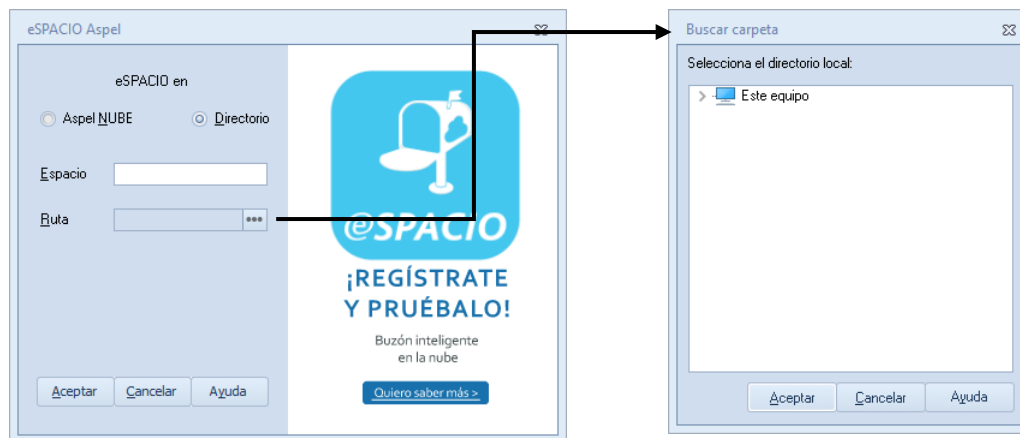 eSPACIO Aspel
eSPACIO en
Aspel NUBE
Directorio
Espacio
Ruta
Aceptar
Cancelar
Ayuda
eSPACIO
¡REGÍSTRATE
Y PRUÉBALO!
Buzón inteligente
en la nube
Quiero saber más >
Buscar carpeta
Selecciona el directorio local:
Este equipo
Aceptar
Cancelar
Ayuda